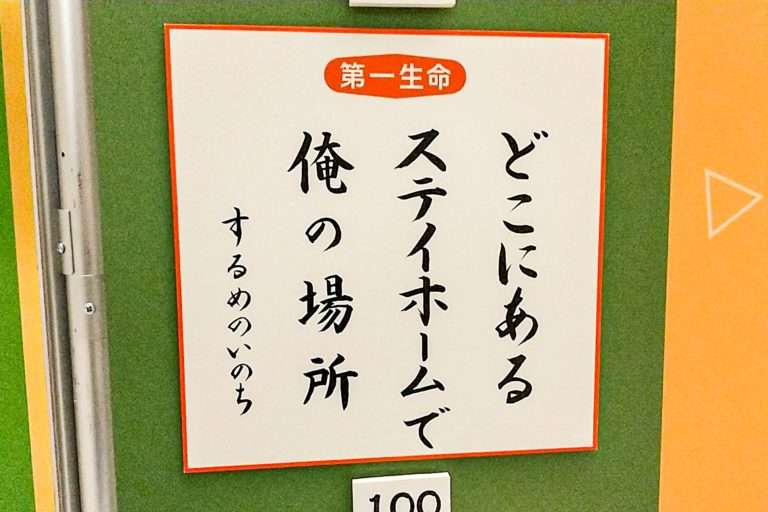 第一生命
どこにある
ステイホームで
俺の場所
するめのいのち
100